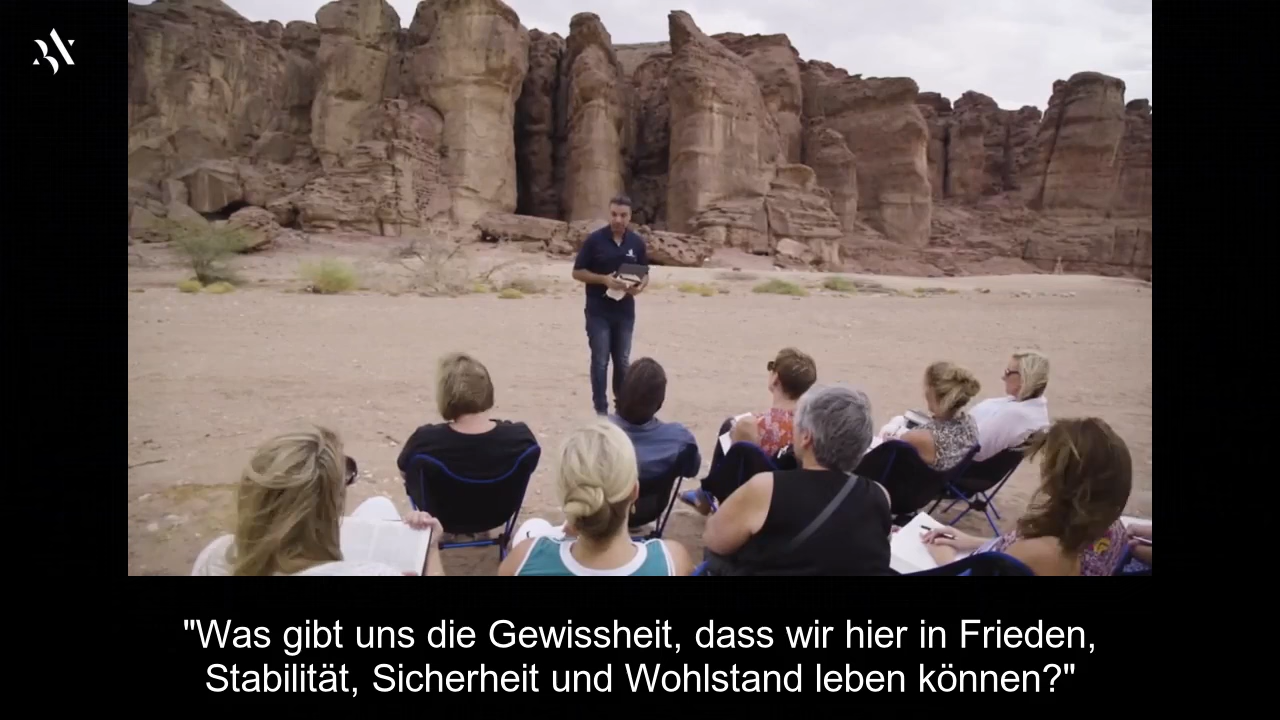 "Was gibt uns die Gewissheit, dass wir hier in Frieden,
Stabilität, Sicherheit und Wohlstand leben können?"